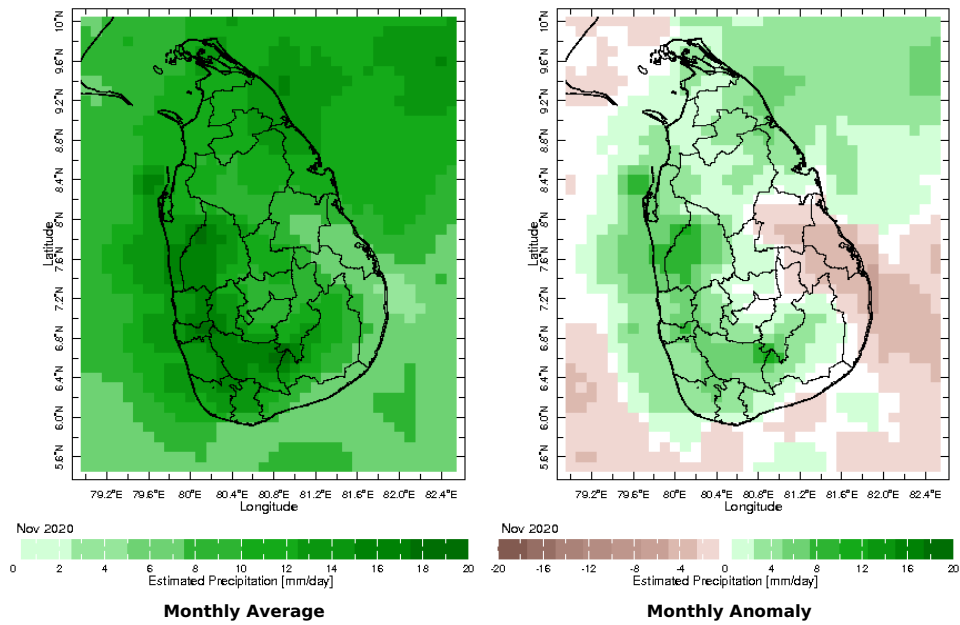 10°N
9.6°N
9.2°N
8.8°N
8.4°N
8.0°N
7.6°N
7.2°N
6.8°N
6.4°N
6.0°N
5.6°N
Latitude
79.2°E 79.6°E 80°E 80.4°E 80.8°E 81.2°E 81.6°E 82.0°E 82.4°E
Longitude
Nov 2020
0 2 4 6 8 10 12 14 16 18 20
Estimated Precipitation [mm/day]
Monthly Average
10°N
9.6°N
9.2°N
8.8°N
8.4°N
8.0°N
7.6°N
7.2°N
6.8°N
6.4°N
6.0°N
5.6°N
Latitude
79.2°E 79.6°E 80°E 80.4°E 80.8°E 81.2°E 81.6°E 82.0°E 82.4°E
Longitude
Nov 2020
-20 -16 -12 -8 -4 0 4 8 12 16 20
Estimated Precipitation [mm/day]
Monthly Anomaly